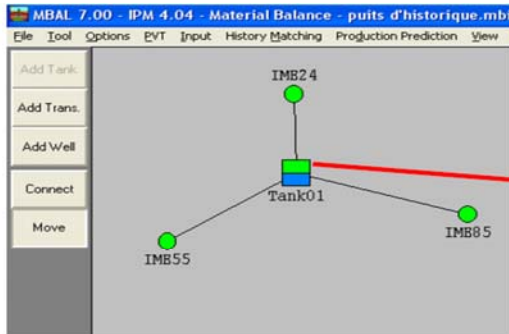 MBAL 7.00 - IPM 4.04 - Material Balance - puits d'historique.mbi
File Tool Options PVT Input History Matching Production Prediction View
Add Tank
Add Trans.
Add Well
Connect
Move
IMB24
Tank01
IMB85
IMB55